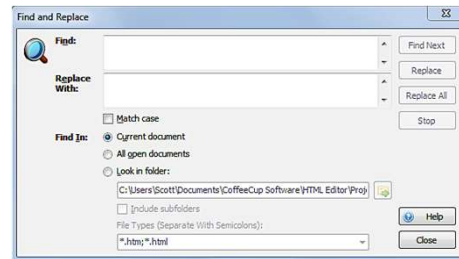 Find and Replace
Find:
Find Next
Replace
Replace With:
Replace All
Match case
Stop
Find In:
Current document
All open documents
Look in folder:
C:\Users\Scott\Documents\CoffeeCup Software\HTML Editor\Proje
Include subfolders
Help
File Types (Separate With Semicolons):
*.htm;*.html
Close